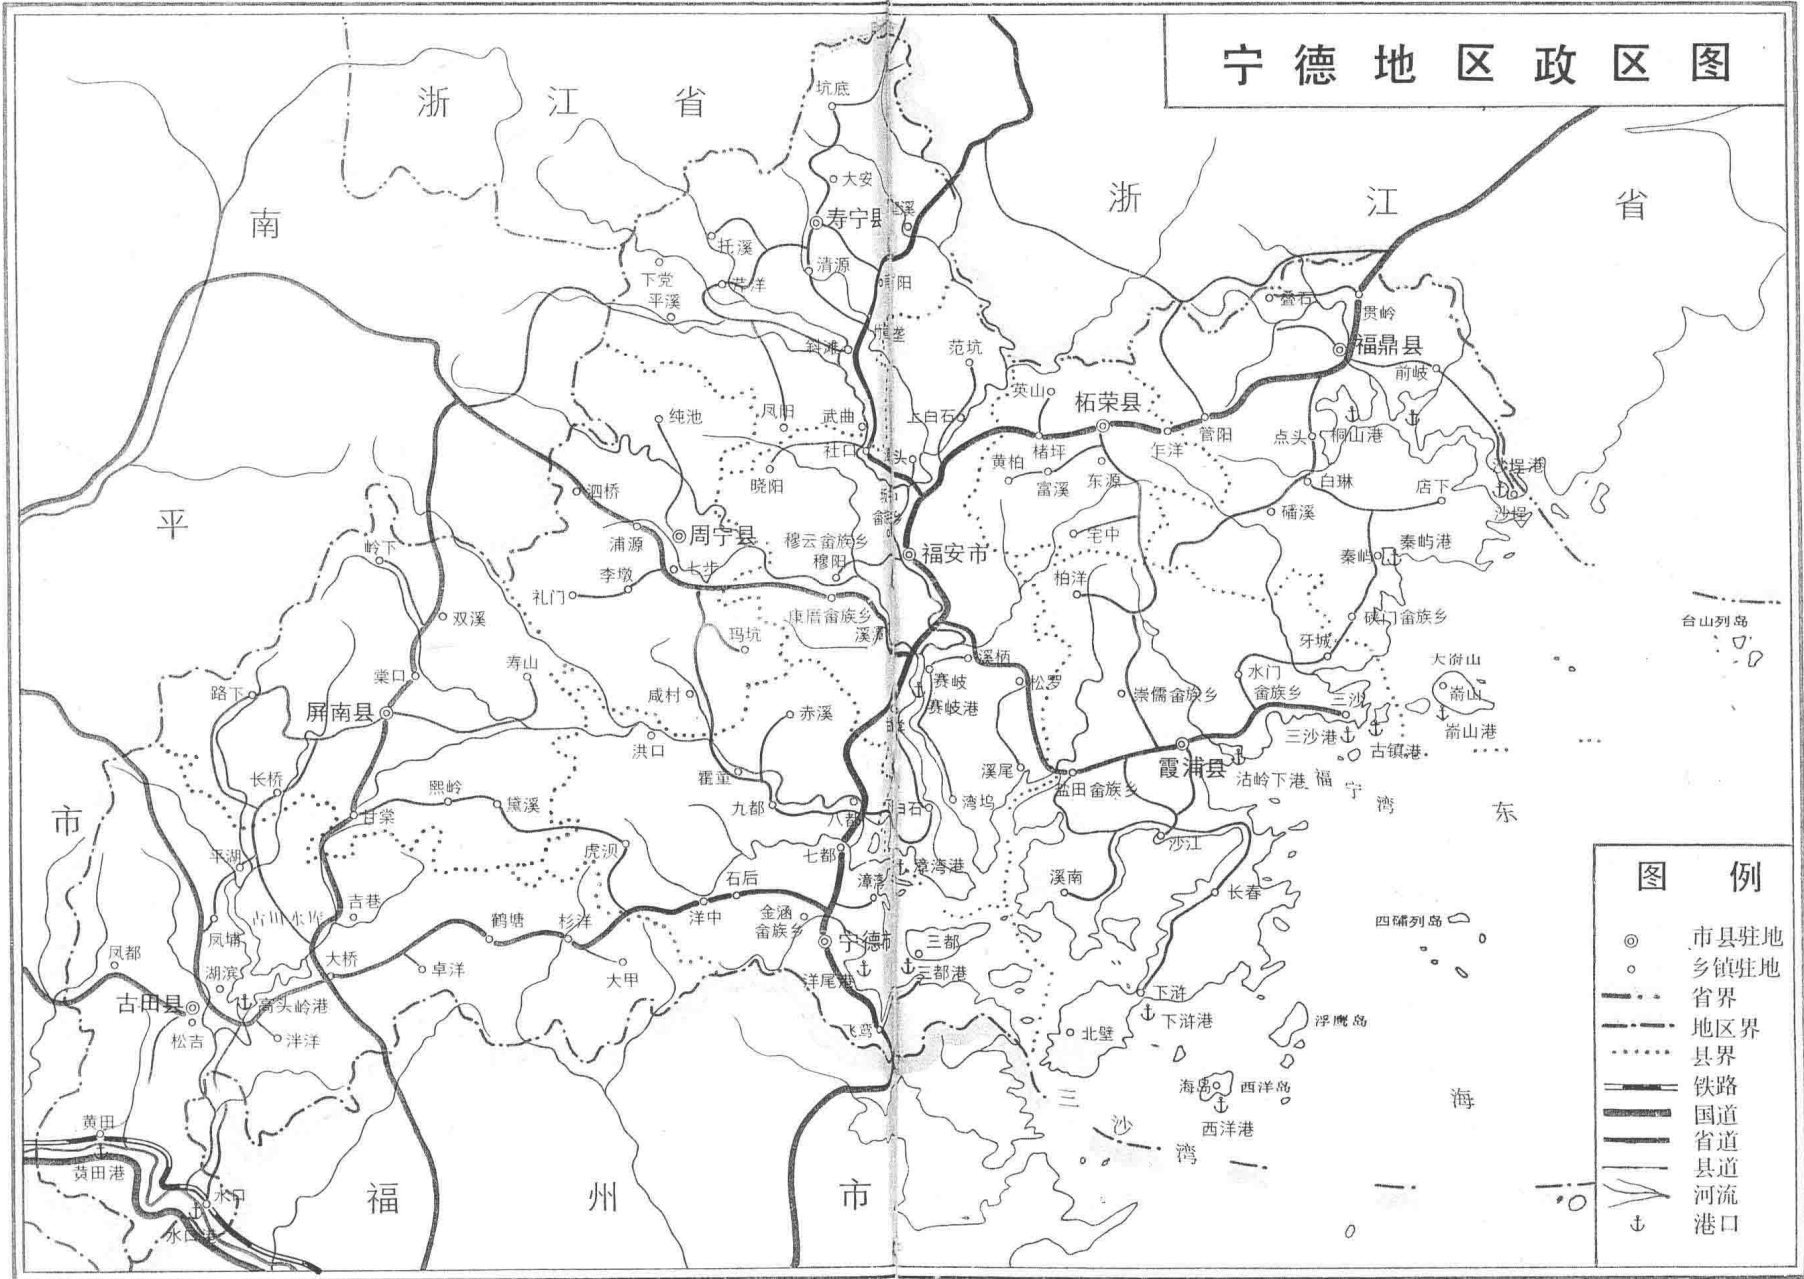 宁德地区政区图
浙江省
浙江省
南
平
市
福州市
东
海
福宁湾
三沙湾
坑底
大安
寿宁县
托溪
清源
下党
芹洋
平溪
斜滩
范坑
叠石
贯岭
福鼎县
前岐
英山
柘荣县
纯池
凤阳
武曲
上白石
社口
管阳
点头
桐山港
楮坪
乍洋
黄柏
富溪
东源
晓阳
泗桥
白琳
店下
沙埕港
沙埕
磻溪
浦源
周宁县
穆云畲族乡
穆阳
福安市
宅中
秦屿
秦屿港
岭下
李墩
七步
礼门
柏洋
康厝畲族乡
硖门畲族乡
双溪
玛坑
牙城
台山列岛
大嵛山
嵛山
嵛山港
寿山
棠口
路下
屏南县
咸村
赤溪
溪柄
赛岐
赛岐港
松罗
崇儒畲族乡
水门
畲族乡
三沙
三沙港
古镇港
洪口
霍童
溪尾
霞浦县
沽岭下港
长桥
熙岭
黛溪
甘棠
九都
八都
湾坞
盐田畲族乡
虎浿
七都
沙江
平湖
石后
漳湾港
溪南
长春
吉巷
洋中
金涵
畲族乡
凤埔
鹤塘
杉洋
宁德市
三都
三都港
四礵列岛
凤都
大桥
湖滨
卓洋
大甲
洋尾港
古田县
高头岭港
下浒
下浒港
浮鹰岛
松吉
泮洋
飞鸾
北壁
海岛
西洋岛
西洋港
黄田
黄田港
水口
水口港
图例
市县驻地
乡镇驻地
省界
地区界
县界
铁路
国道
省道
县道
河流
港口